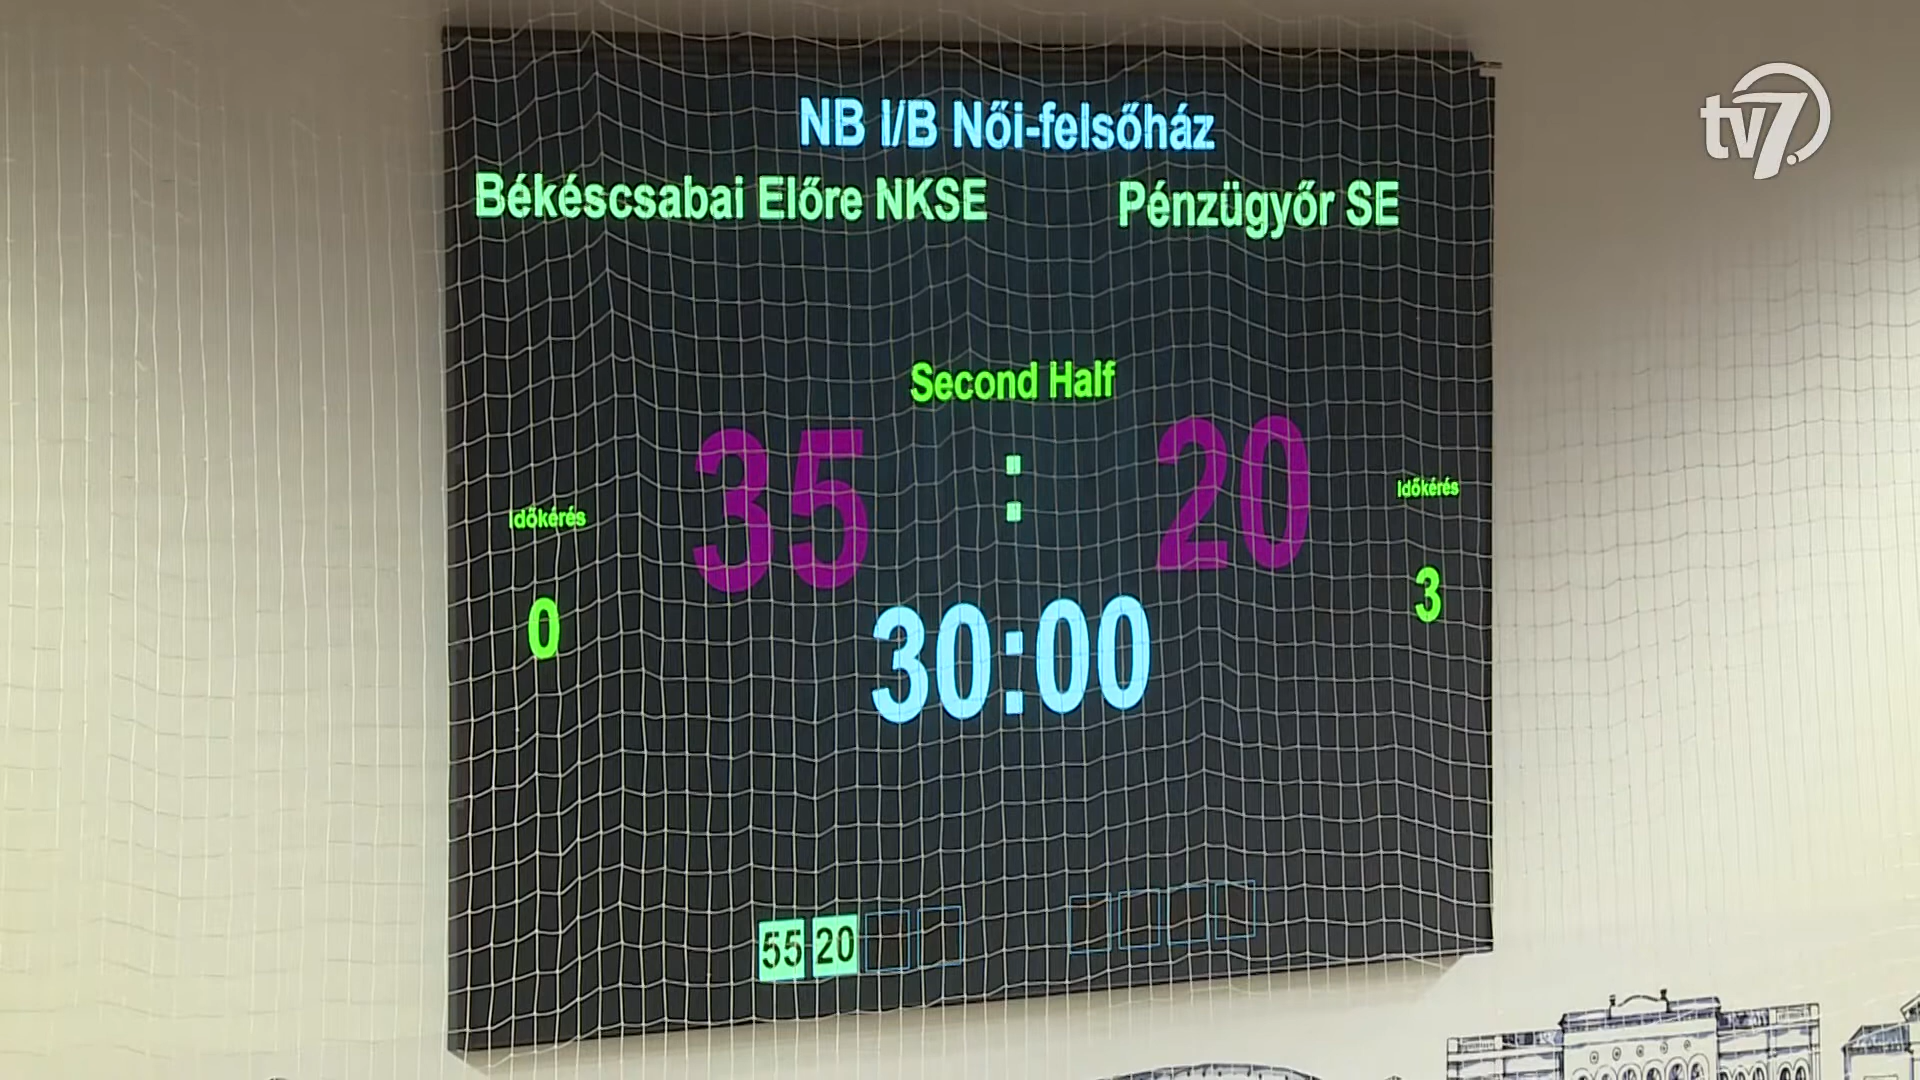 tv7.
NB I/B Női-felsőház
Békéscsabai Előre NKSE
Pénzügyőr SE
Second Half
35 : 20
Időkérés
Időkérés
0
3
30:00
55 20